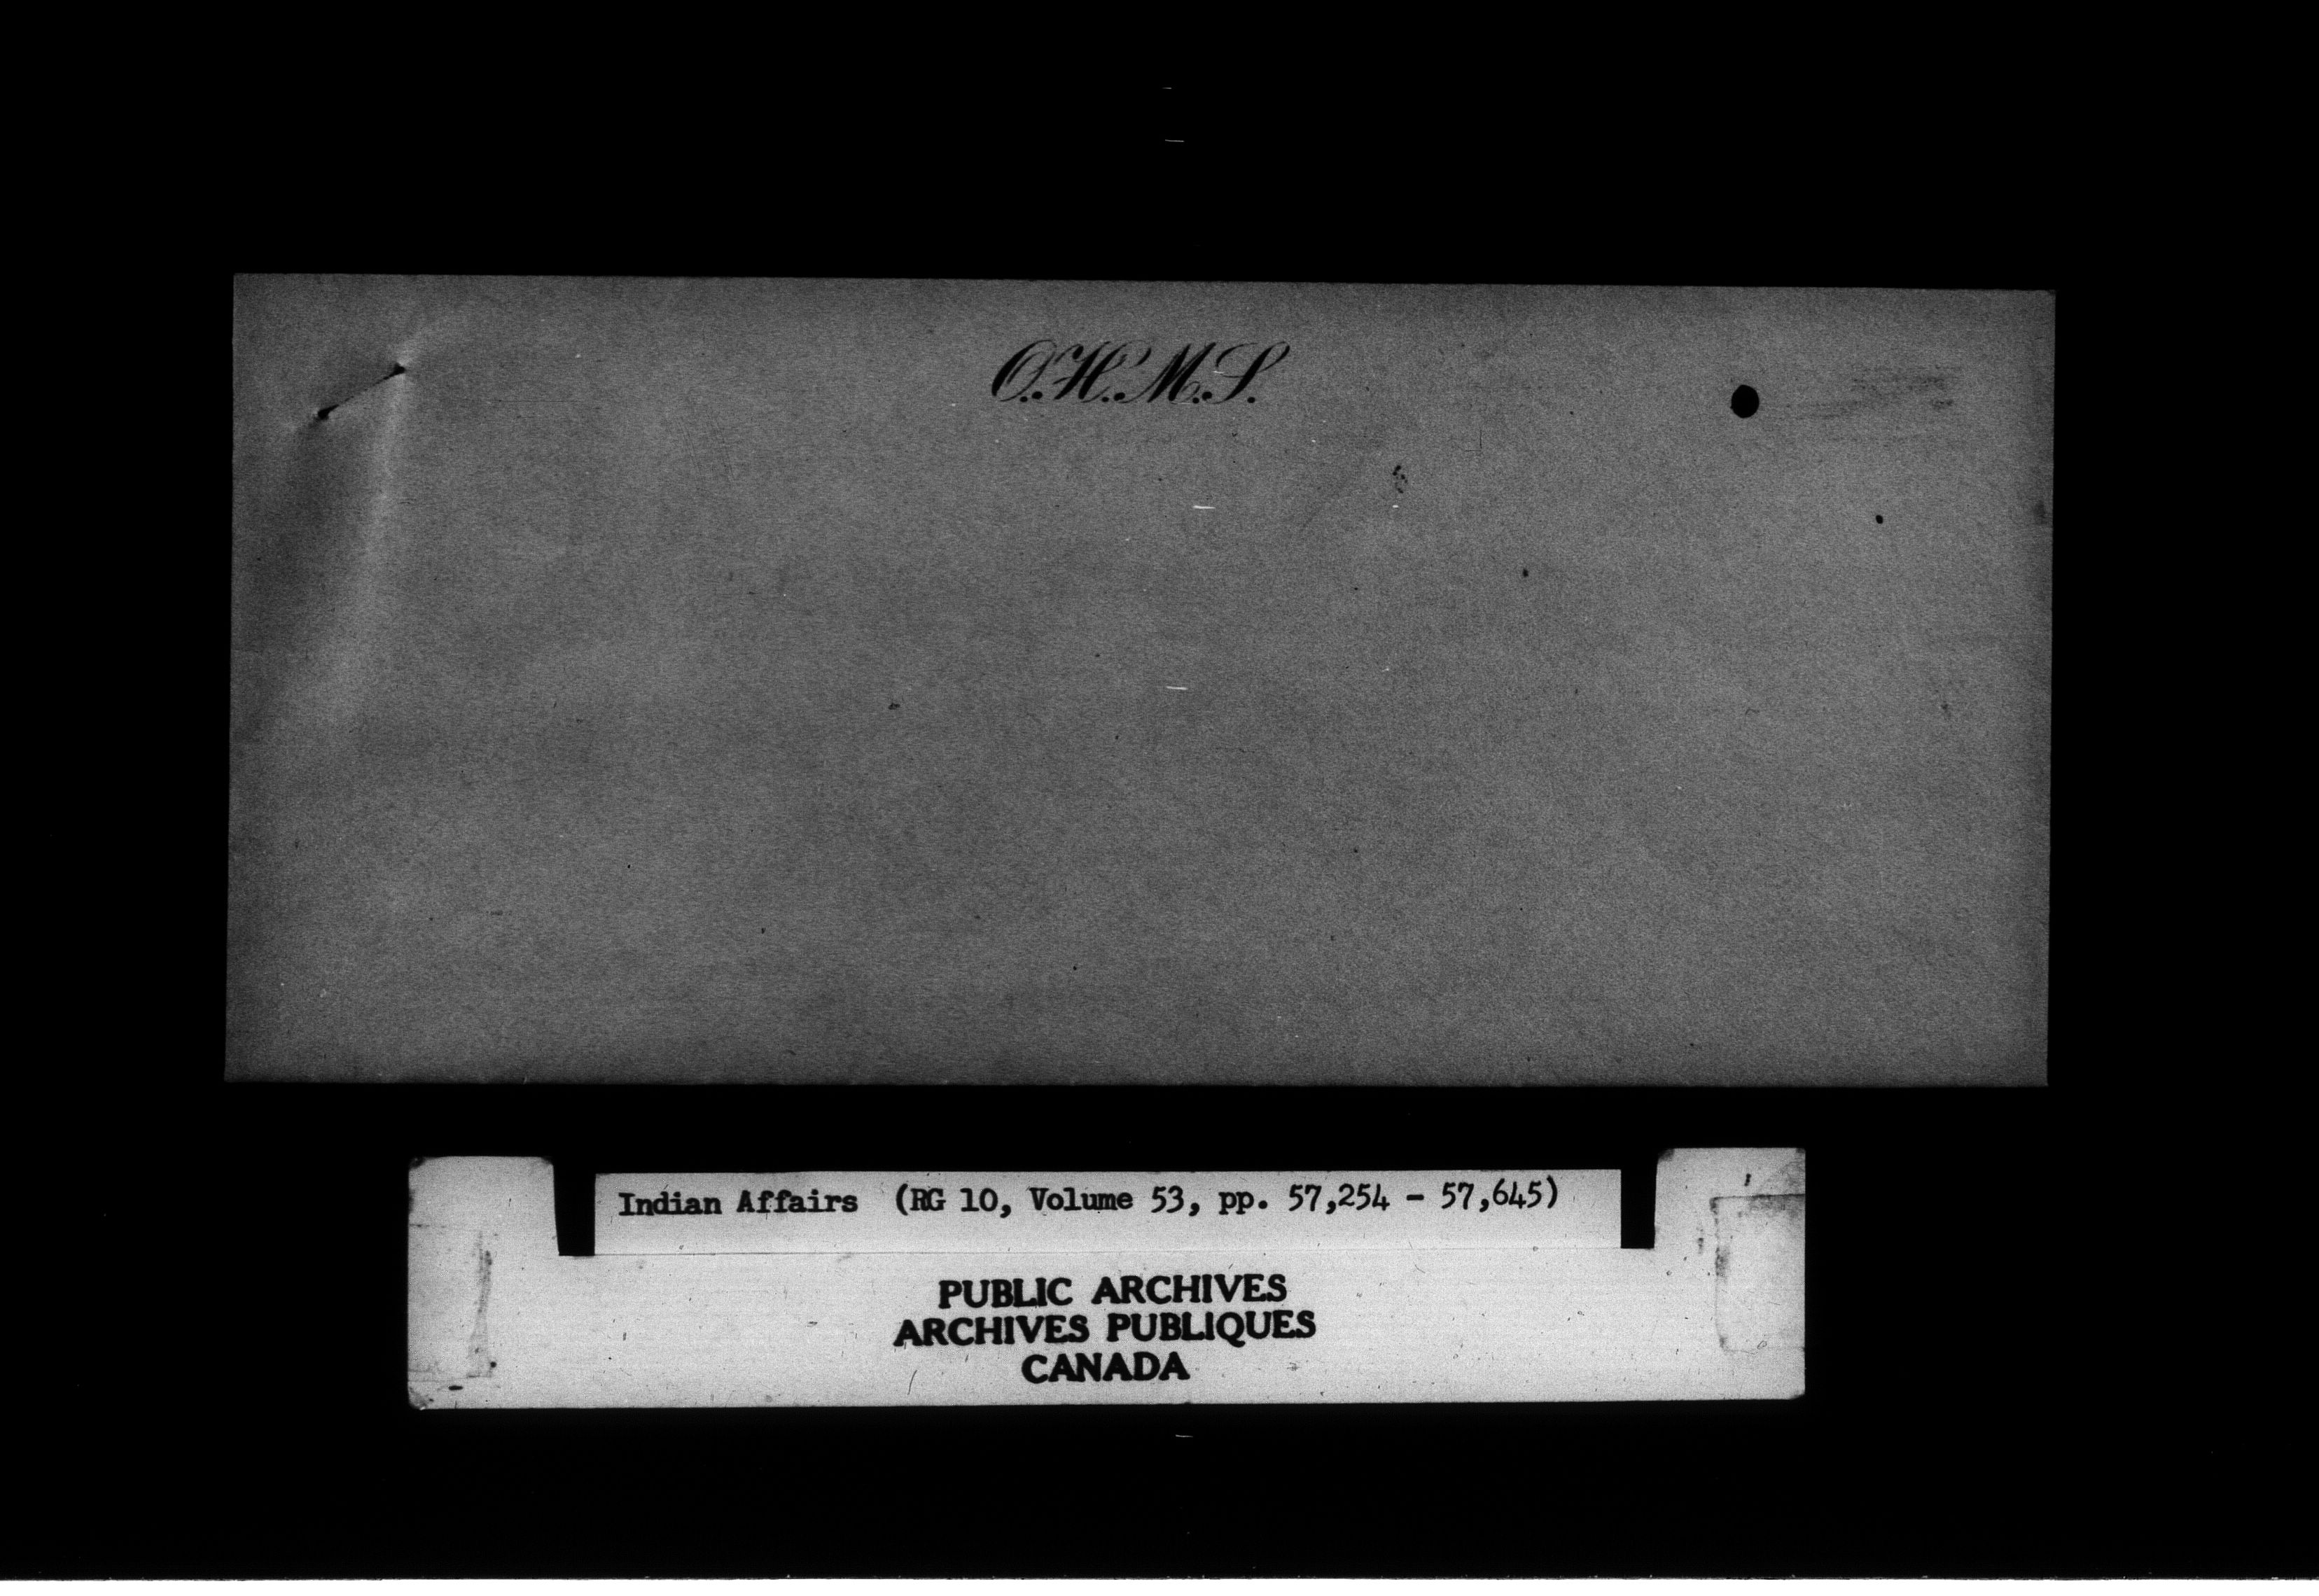 O.H.M.S.
Indian Affairs (RG 10, Volume 53, pp. 57,254 - 57,645)
PUBLIC ARCHIVES
ARCHIVES PUBLIQUES
CANADA